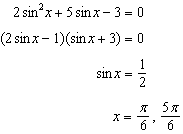 2 sin²x + 5 sin x − 3 = 0
(2 sin x − 1)(sin x + 3) = 0
sin x = 1/2
x = π/6 , 5π/6